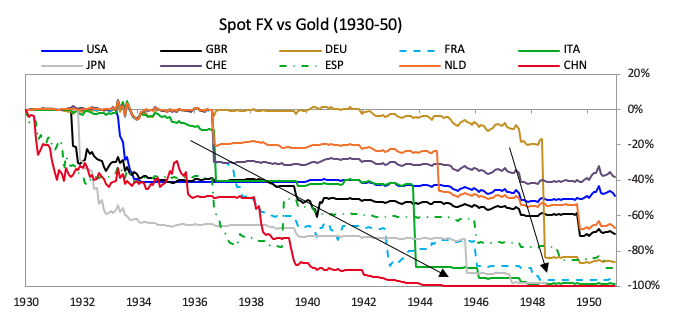 Spot FX vs Gold (1930-50)
USA GBR DEU FRA ITA
JPN CHE ESP NLD CHN
20%
0%
-20%
-40%
-60%
-80%
-100%
1930 1932 1934 1936 1938 1940 1942 1944 1946 1948 1950